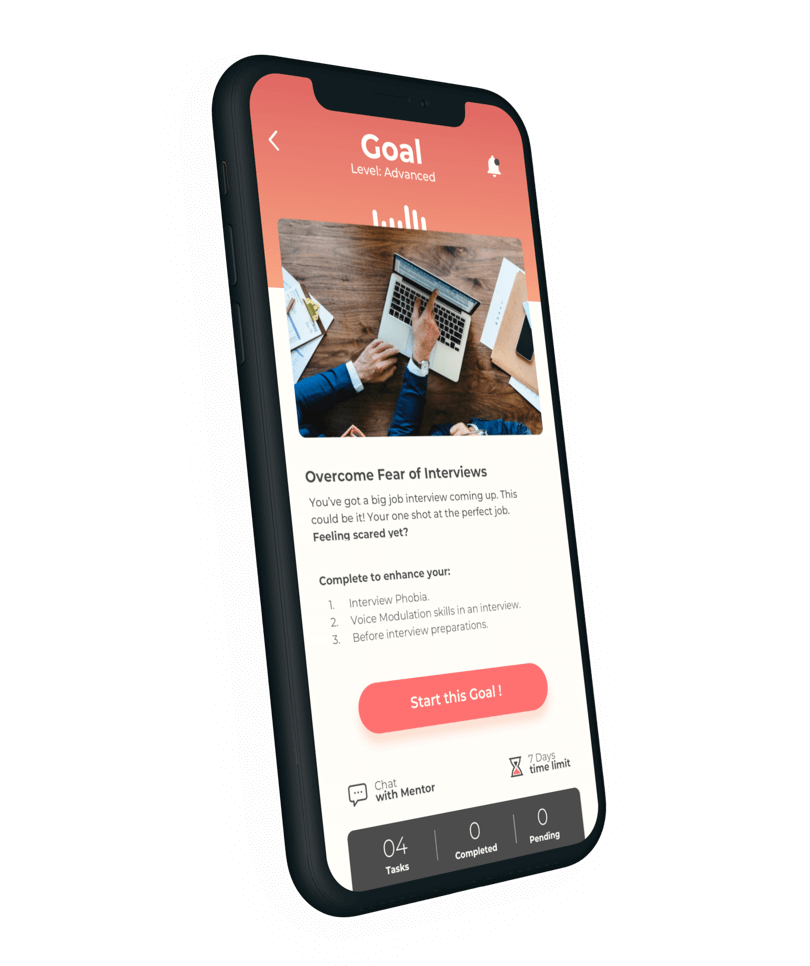 Goal
Level: Advanced
Overcome Fear of Interviews
You've got a big job interview coming up. This
could be it! Your one shot at the perfect job.
Feeling scared yet?
Complete to enhance your:
1. Interview Phobia.
2. Voice Modulation skills in an interview.
3. Before interview preparations.
Start this Goal !
Chat
with Mentor
7 Days
time limit
04
Tasks
0
Completed
0
Pending